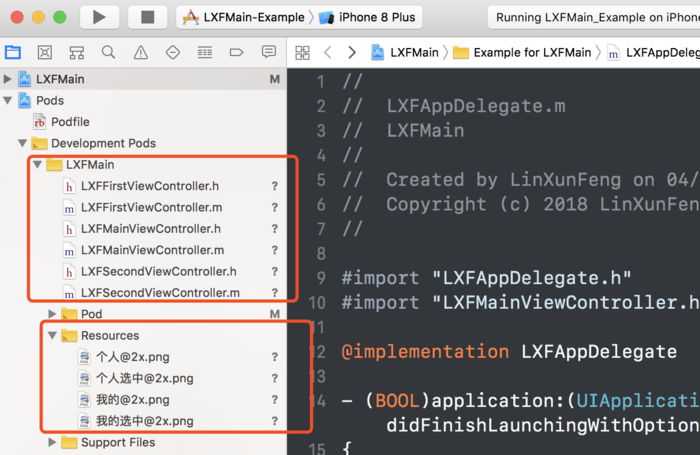 LXFMain-Example iPhone 8 Plus Running LXFMain_Example on iPhon
LXFMain Example for LXFMain LXFAppDeleg
LXFMain M
Pods
Podfile
Development Pods
LXFMain
LXFFirstViewController.h ?
LXFFirstViewController.m ?
LXFMainViewController.h ?
LXFMainViewController.m ?
LXFSecondViewController.h ?
LXFSecondViewController.m ?
Pod M
Resources
个人@2x.png ?
个人选中@2x.png ?
我的@2x.png ?
我的选中@2x.png ?
Support Files
1 //
2 // LXFAppDelegate.m
3 // LXFMain
4 //
5 // Created by LinXunFeng on 04/
6 // Copyright (c) 2018 LinXunFen
7 //
8
9 #import "LXFAppDelegate.h"
10 #import "LXFMainViewController.h
11
12 @implementation LXFAppDelegate
13
14 - (BOOL)application:(UIApplicati
didFinishLaunchingWithOption
15 {